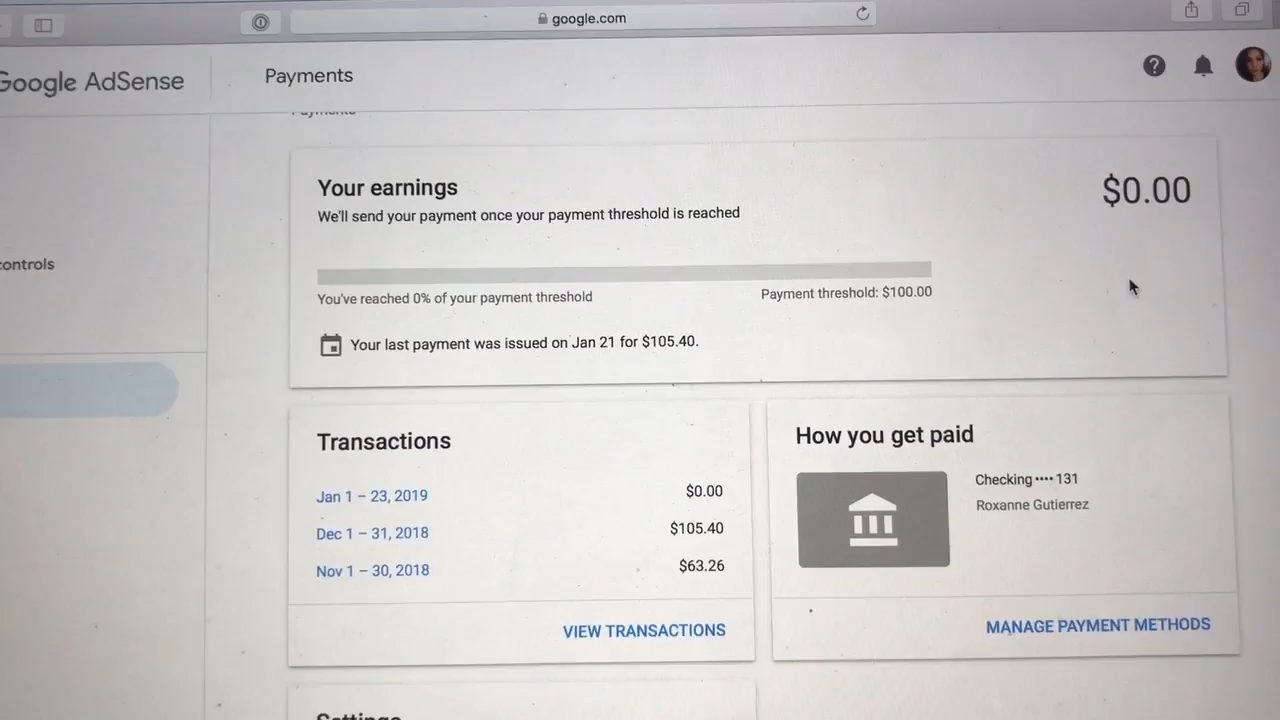 google.com
Google AdSense
Payments
Your earnings
$0.00
We'll send your payment once your payment threshold is reached
You've reached 0% of your payment threshold
Payment threshold: $100.00
Your last payment was issued on Jan 21 for $105.40.
controls
Transactions
Jan 1 – 23, 2019 $0.00
Dec 1 – 31, 2018 $105.40
Nov 1 – 30, 2018 $63.26
VIEW TRANSACTIONS
How you get paid
Checking •••• 131
Roxanne Gutierrez
MANAGE PAYMENT METHODS
Settings